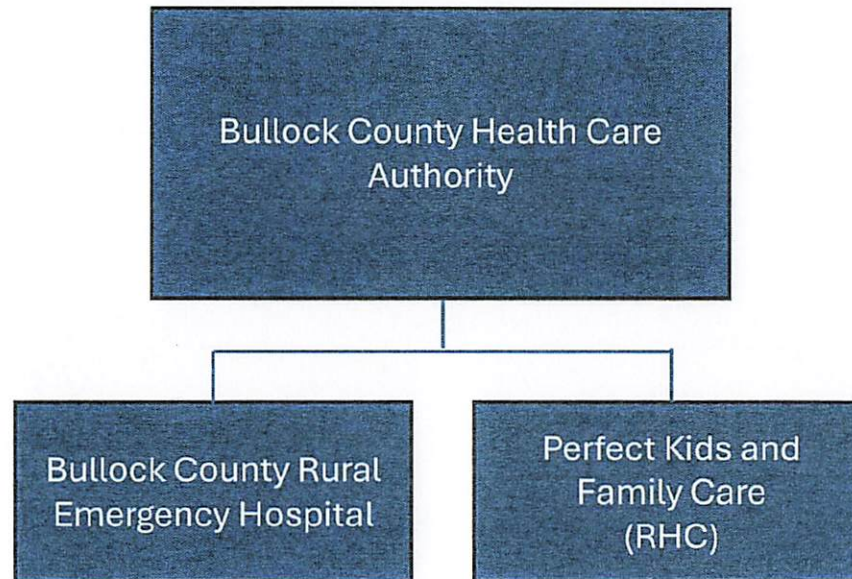 Bullock County Health Care
Authority
Bullock County Rural
Emergency Hospital
Perfect Kids and
Family Care
(RHC)